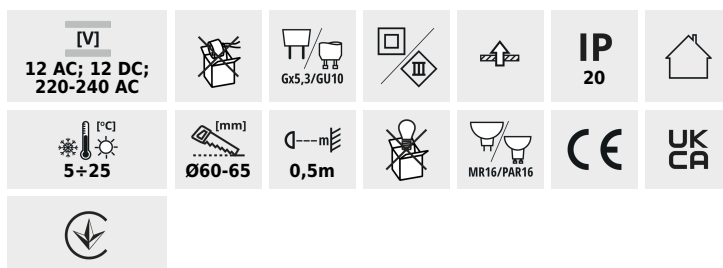 [V]
12 AC; 12 DC;
220-240 AC
Gx5,3/GU10
III
IP
20
[°C]
5÷25
[mm]
Ø60-65
m
0,5m
MR16/PAR16
CE
UK
CA